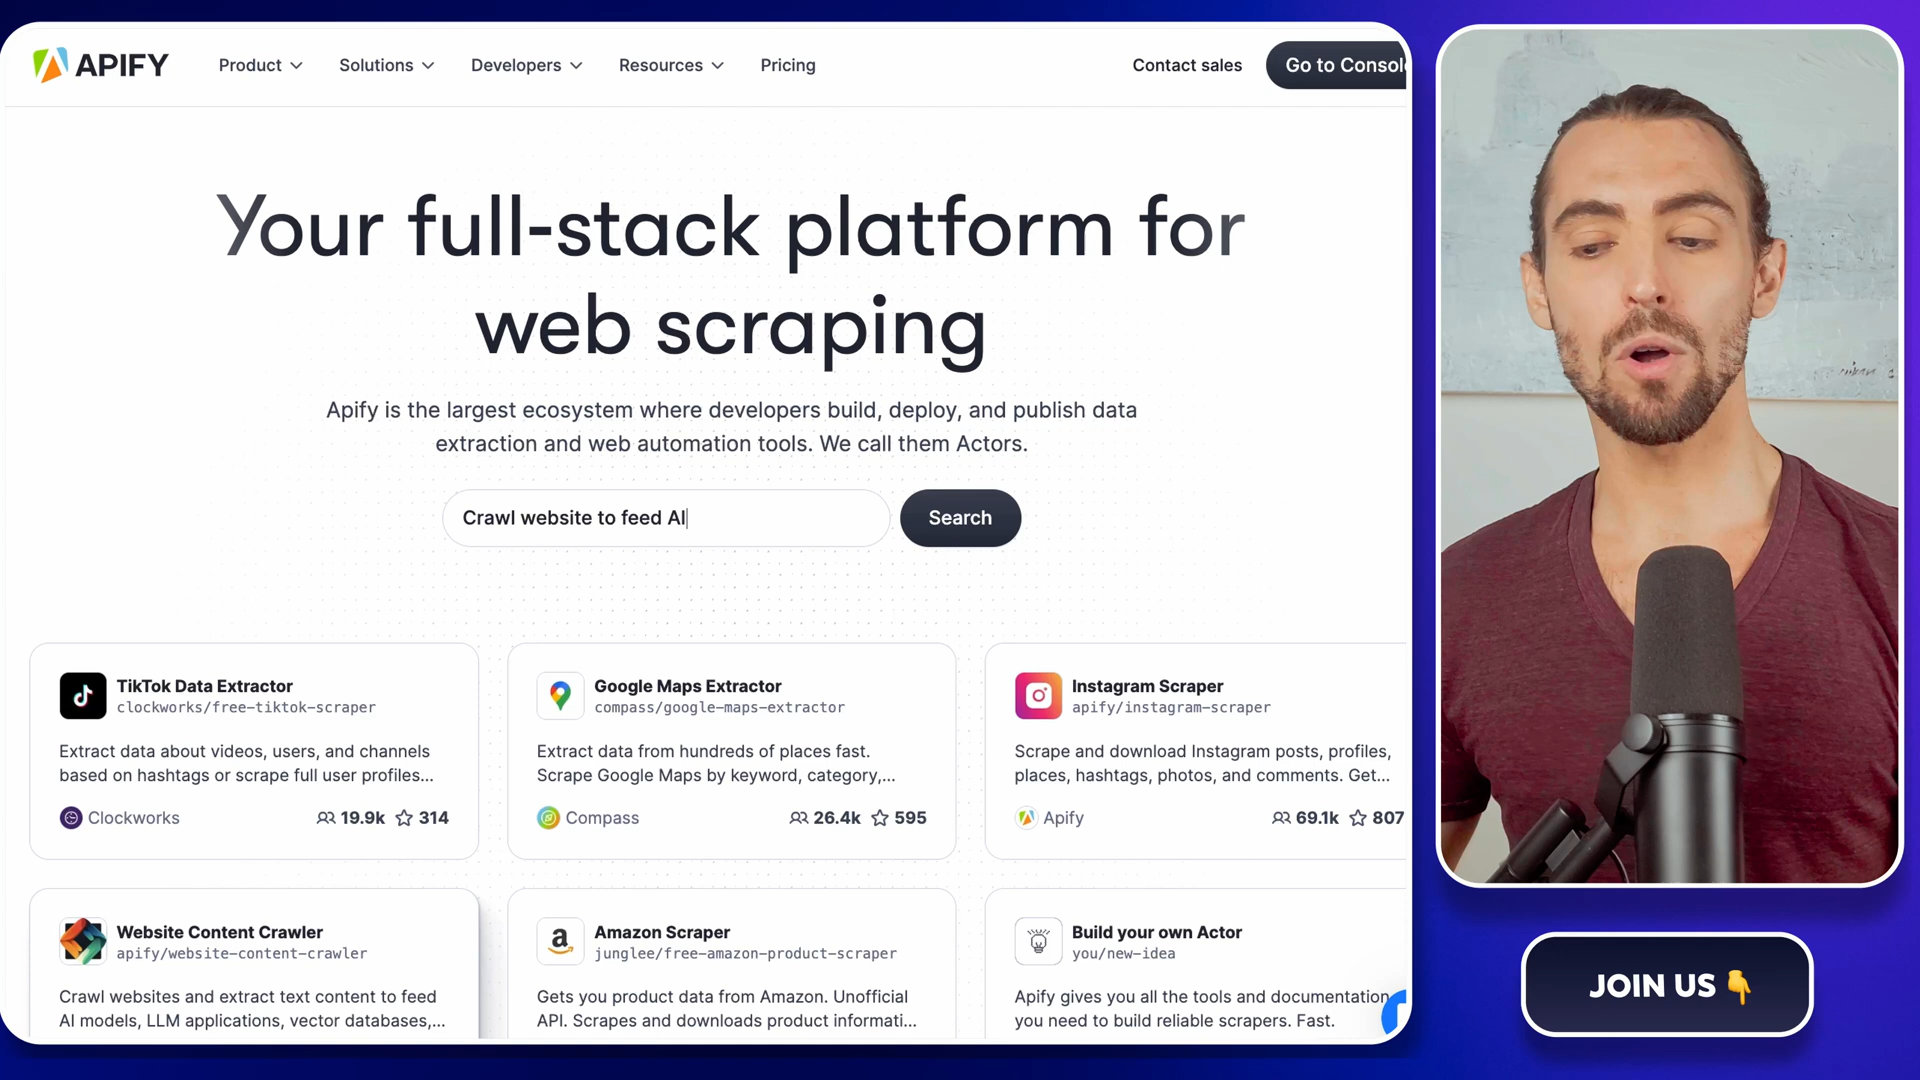 APIFY
Product
Solutions
Developers
Resources
Pricing
Contact sales
Go to Console
Your full-stack platform for
web scraping
Apify is the largest ecosystem where developers build, deploy, and publish data
extraction and web automation tools. We call them Actors.
Crawl website to feed AI
Search
TikTok Data Extractor
clockworks/free-tiktok-scraper
Extract data about videos, users, and channels
based on hashtags or scrape full user profiles...
Clockworks 19.9k 314
Google Maps Extractor
compass/google-maps-extractor
Extract data from hundreds of places fast.
Scrape Google Maps by keyword, category,...
Compass 26.4k 595
Instagram Scraper
apify/instagram-scraper
Scrape and download Instagram posts, profiles,
places, hashtags, photos, and comments. Get...
Apify 69.1k 807
Website Content Crawler
apify/website-content-crawler
Crawl websites and extract text content to feed
AI models, LLM applications, vector databases,...
Amazon Scraper
junglee/free-amazon-product-scraper
Gets you product data from Amazon. Unofficial
API. Scrapes and downloads product informati...
Build your own Actor
you/new-idea
Apify gives you all the tools and documentation
you need to build reliable scrapers. Fast.
JOIN US 👇